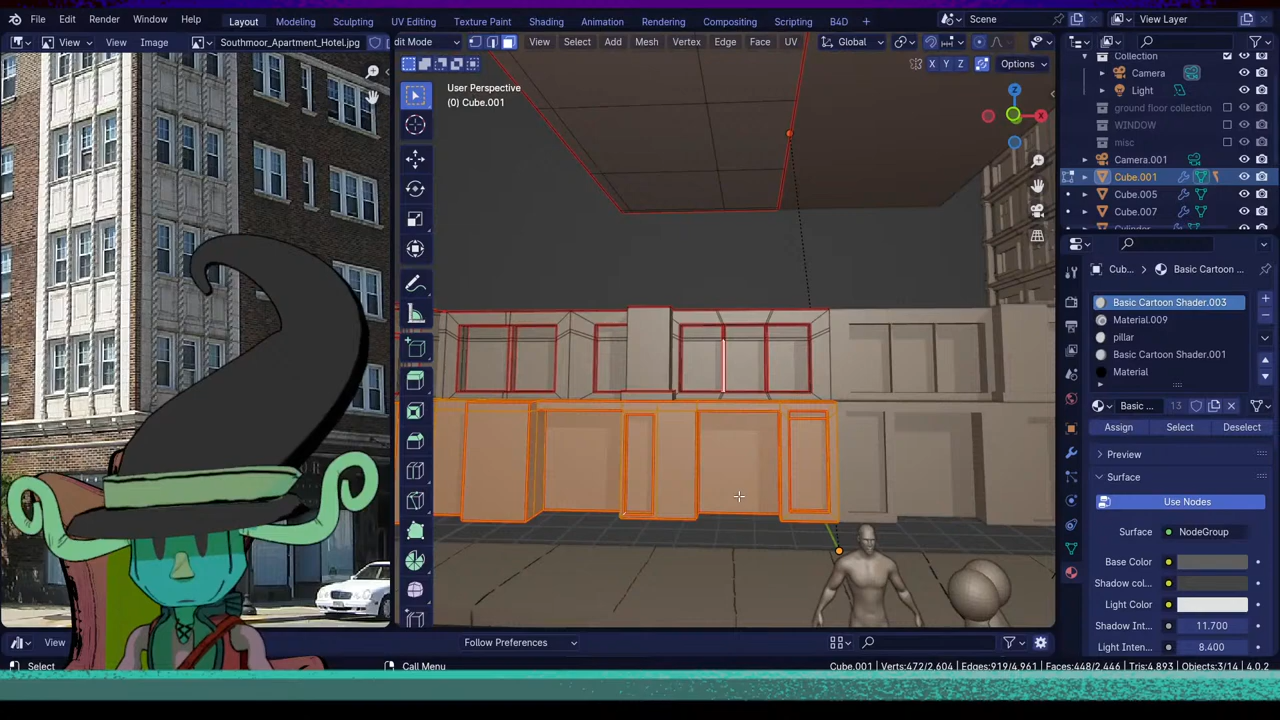 File Edit Render Window Help
Layout Modeling Sculpting UV Editing Texture Paint Shading Animation Rendering Compositing Scripting B4D +
Scene
View Layer
View View Image Southmoor_Apartment_Hotel.jpg
dit Mode View Select Add Mesh Vertex Edge Face UV Global
X Y Z Options
User Perspective
(0) Cube.001
Z
X
Collection
Camera
Light
ground floor collection
WINDOW
misc
Camera.001
Cube.001
Cube.005
Cube.007
Cub... Basic Cartoon ...
Basic Cartoon Shader.003
Material.009
pillar
Basic Cartoon Shader.001
Material
Basic ... 13
Assign Select Deselect
Preview
Surface
Use Nodes
Surface NodeGroup
Base Color
Shadow col...
Light Color
Shadow Int... 11.700
Light Inten... 8.400
View
Follow Preferences
Select
Call Menu
Cube.001 | Verts:472/2,604 | Edges:919/4,961 | Faces:448/2,446 | Tris:4,893 | Objects:3/14 | 4.0.2